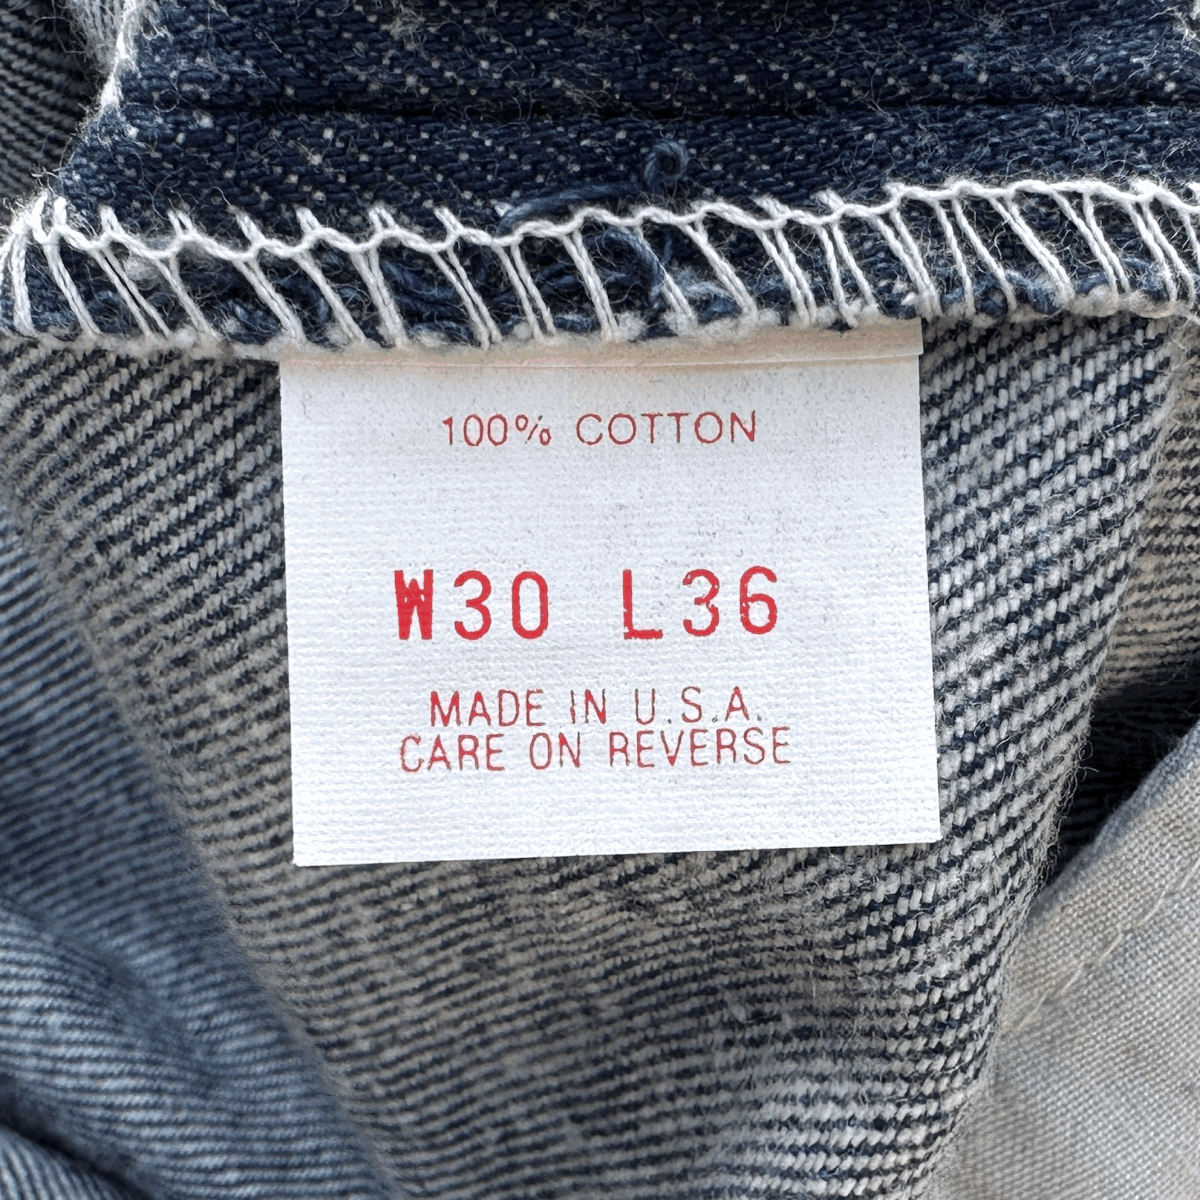 100% COTTON
W30 L36
MADE IN U.S.A.
CARE ON REVERSE